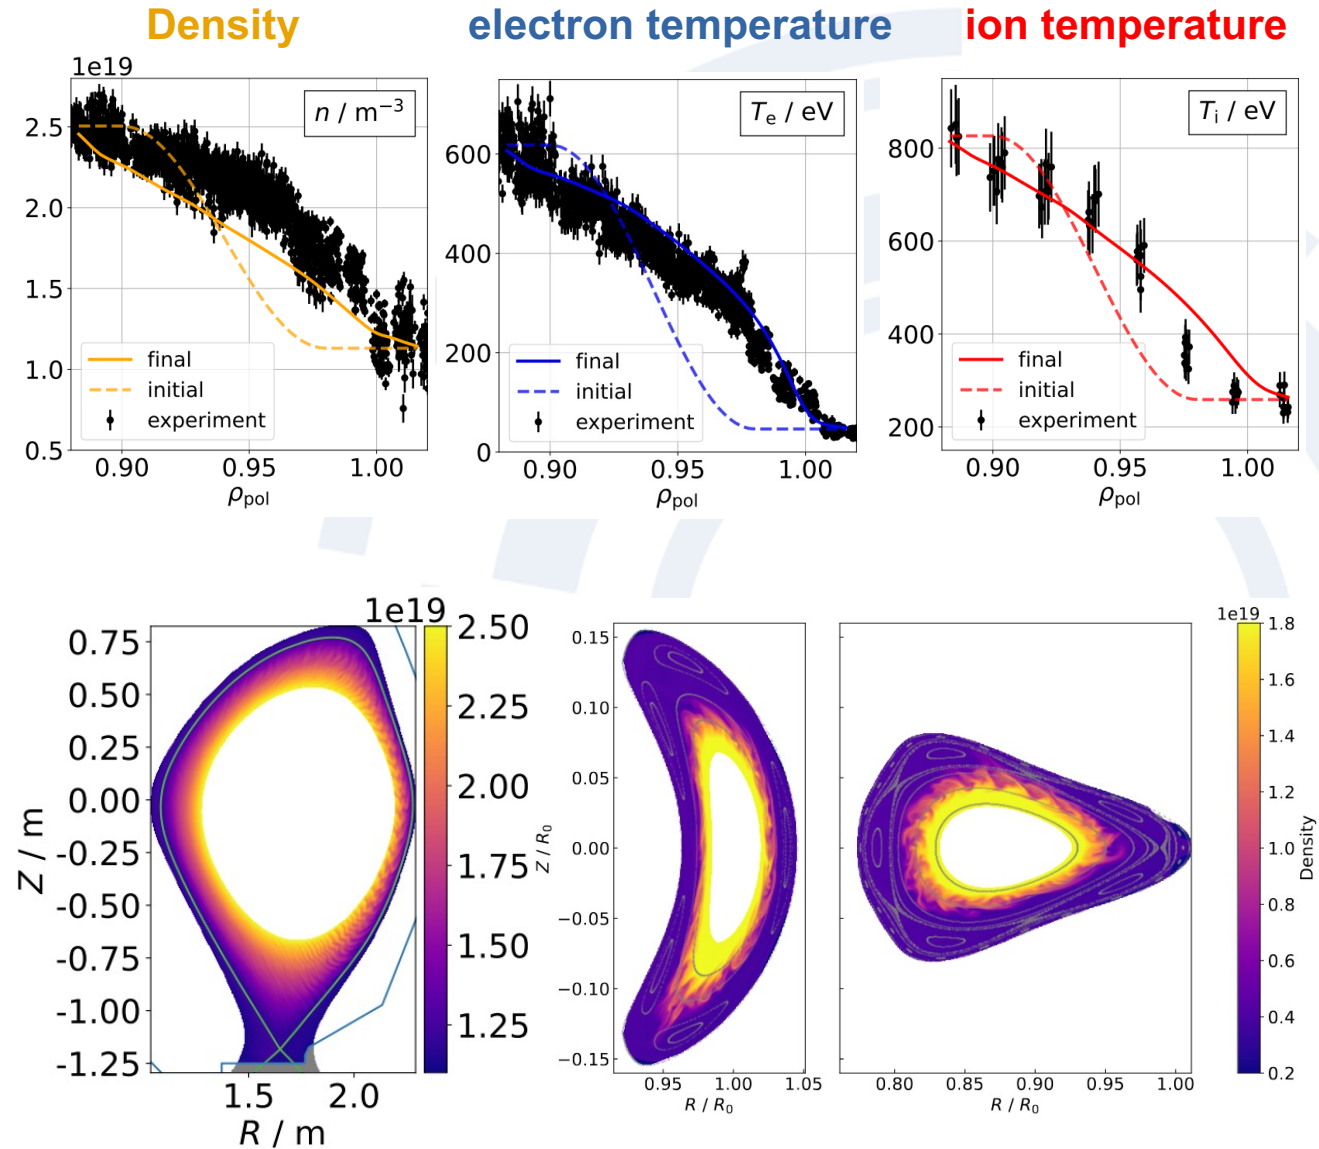 Density
electron temperature
ion temperature
1e19
n / m⁻³
2.5
2.0
1.5
1.0
0.5
final
initial
experiment
0.90 0.95 1.00
ρpol
Te / eV
600
400
200
0
final
initial
experiment
0.90 0.95 1.00
ρpol
Ti / eV
800
600
400
200
final
initial
experiment
0.90 0.95 1.00
ρpol
1e19
0.75
0.50
0.25
0.00
-0.25
-0.50
-0.75
-1.00
-1.25
Z / m
1.5 2.0
R / m
2.50
2.25
2.00
1.75
1.50
1.25
0.15
0.10
0.05
0.00
−0.05
−0.10
−0.15
Z / R0
0.95 1.00 1.05
R / R0
0.80 0.85 0.90 0.95 1.00
R / R0
1e19
1.8
1.6
1.4
1.2
1.0
0.8
0.6
0.4
0.2
Density